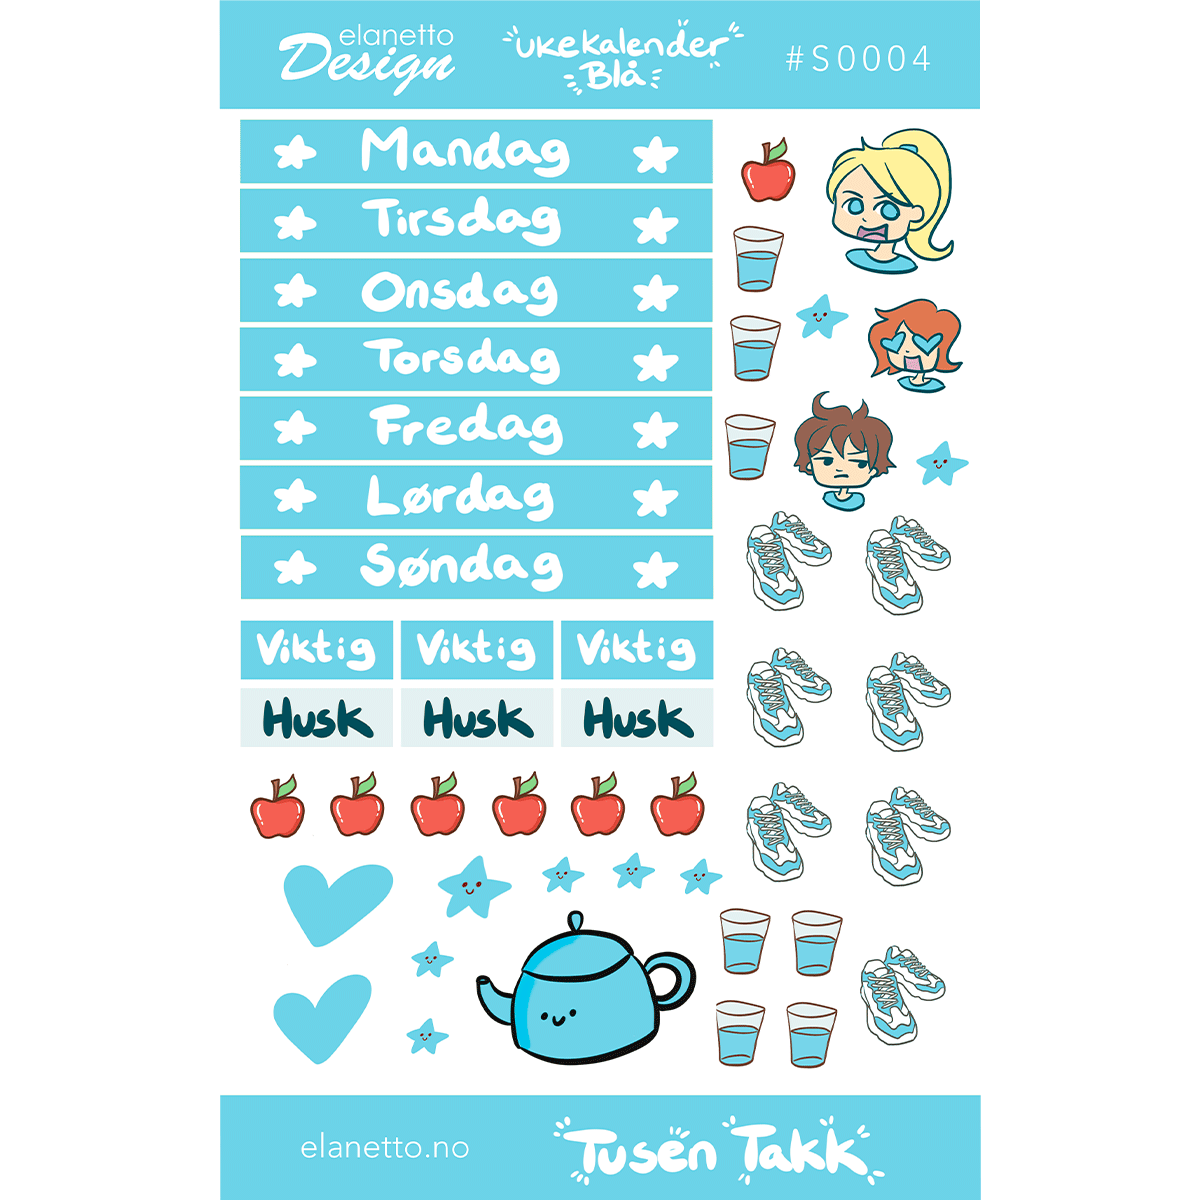 elanetto
Design
UKEKALENDER
BLÅ
#S0004
Mandag
Tirsdag
Onsdag
Torsdag
Fredag
Lørdag
Søndag
Viktig Viktig Viktig
Husk Husk Husk
elanetto.no
Tusen Takk